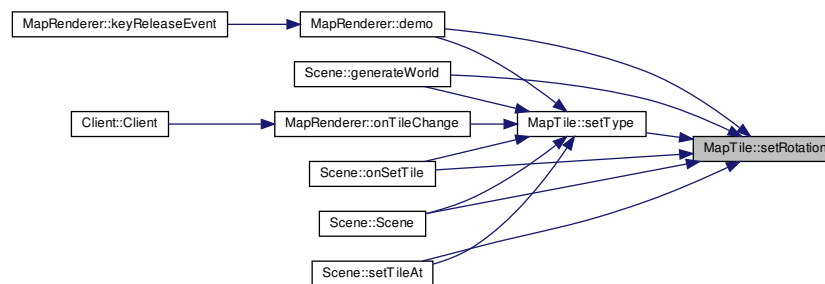 MapRenderer::keyReleaseEvent
MapRenderer::demo
Scene::generateWorld
Client::Client
MapRenderer::onTileChange
MapTile::setType
MapTile::setRotation
Scene::onSetTile
Scene::Scene
Scene::setTileAt